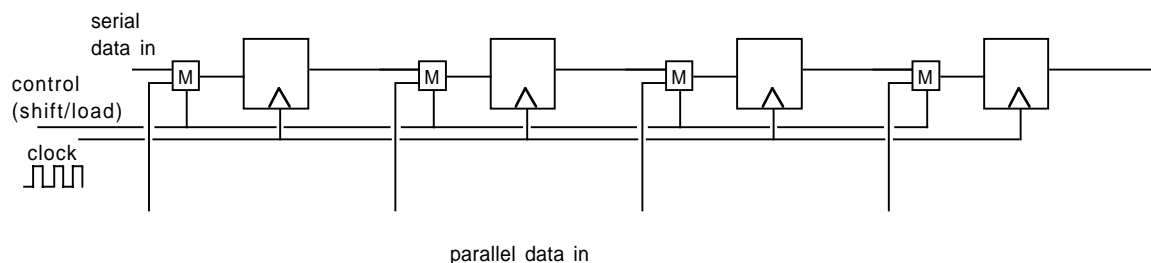 serial
data in
M M M M
control
(shift/load)
clock
parallel data in